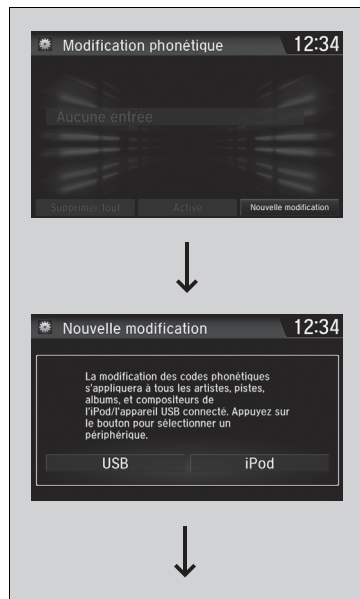 Modification phonétique 12:34
Aucune entrée
Supprimer tout Activé Nouvelle modification
Nouvelle modification 12:34
La modification des codes phonétiques
s'appliquera à tous les artistes, pistes,
albums, et compositeurs de
l'iPod/l'appareil USB connecté. Appuyez sur
le bouton pour sélectionner un
périphérique.
USB iPod